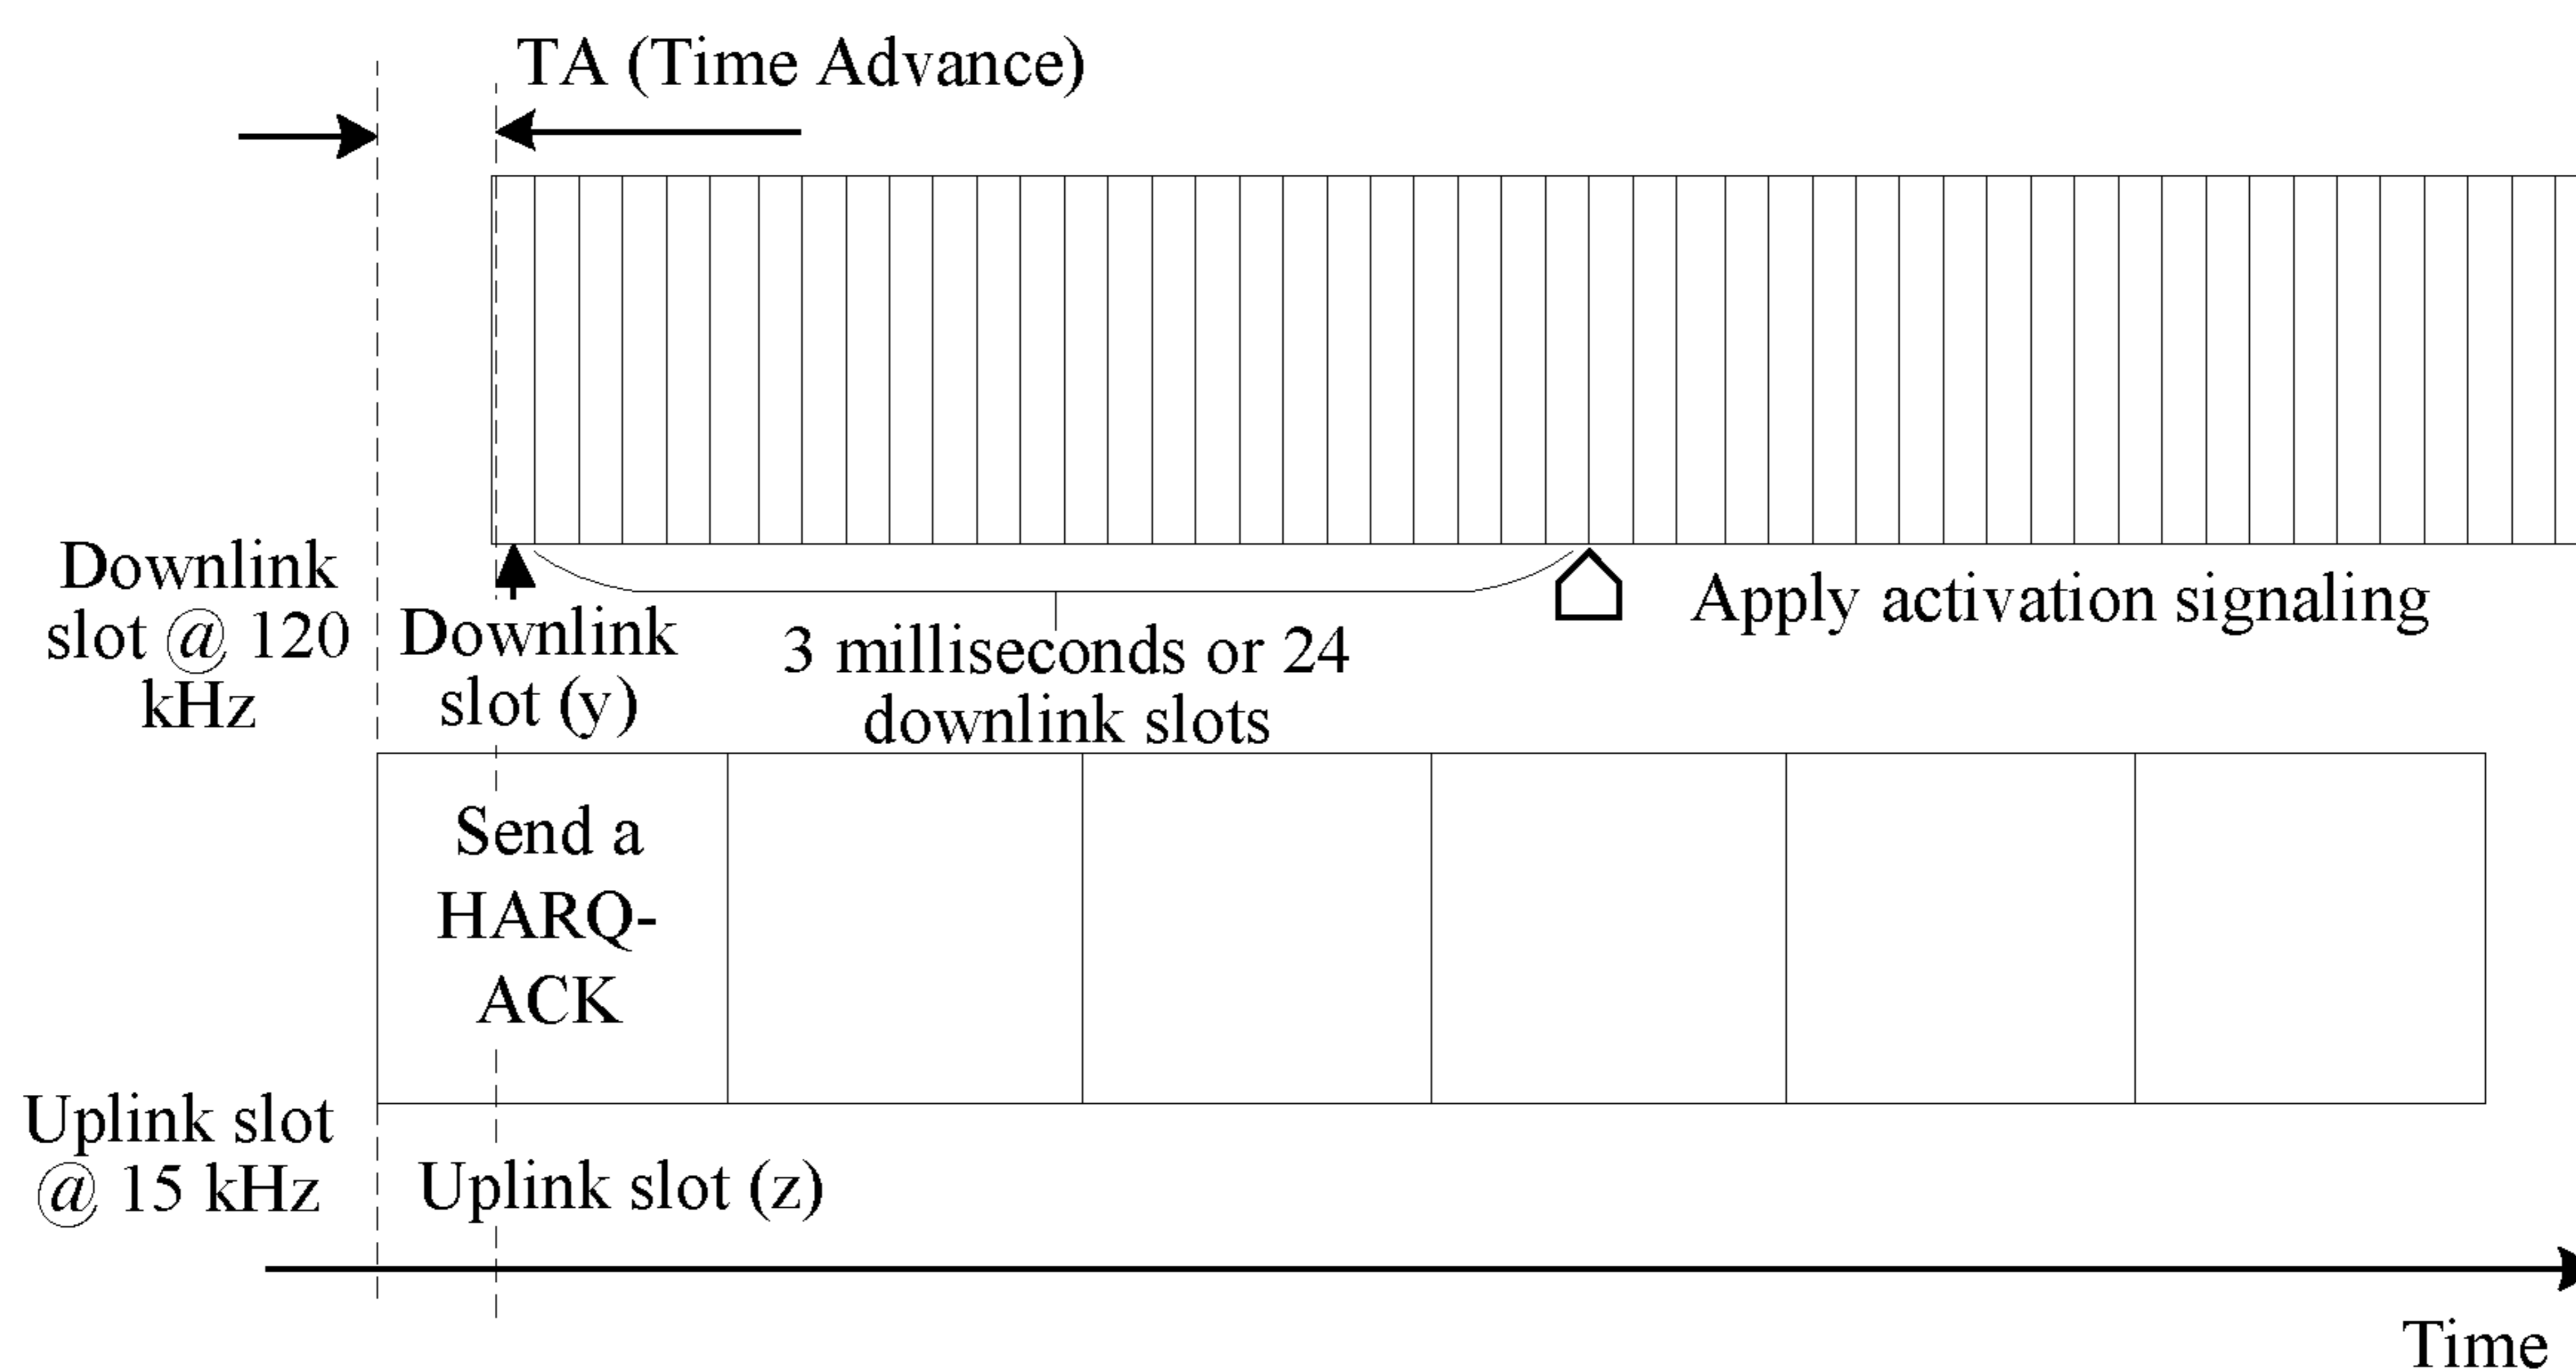 TA (Time Advance)
Downlink
slot @ 120
kHz
Downlink
slot (y)
3 milliseconds or 24
downlink slots
Apply activation signaling
Send a
HARQ-
ACK
Uplink slot
@ 15 kHz
Uplink slot (z)
Time